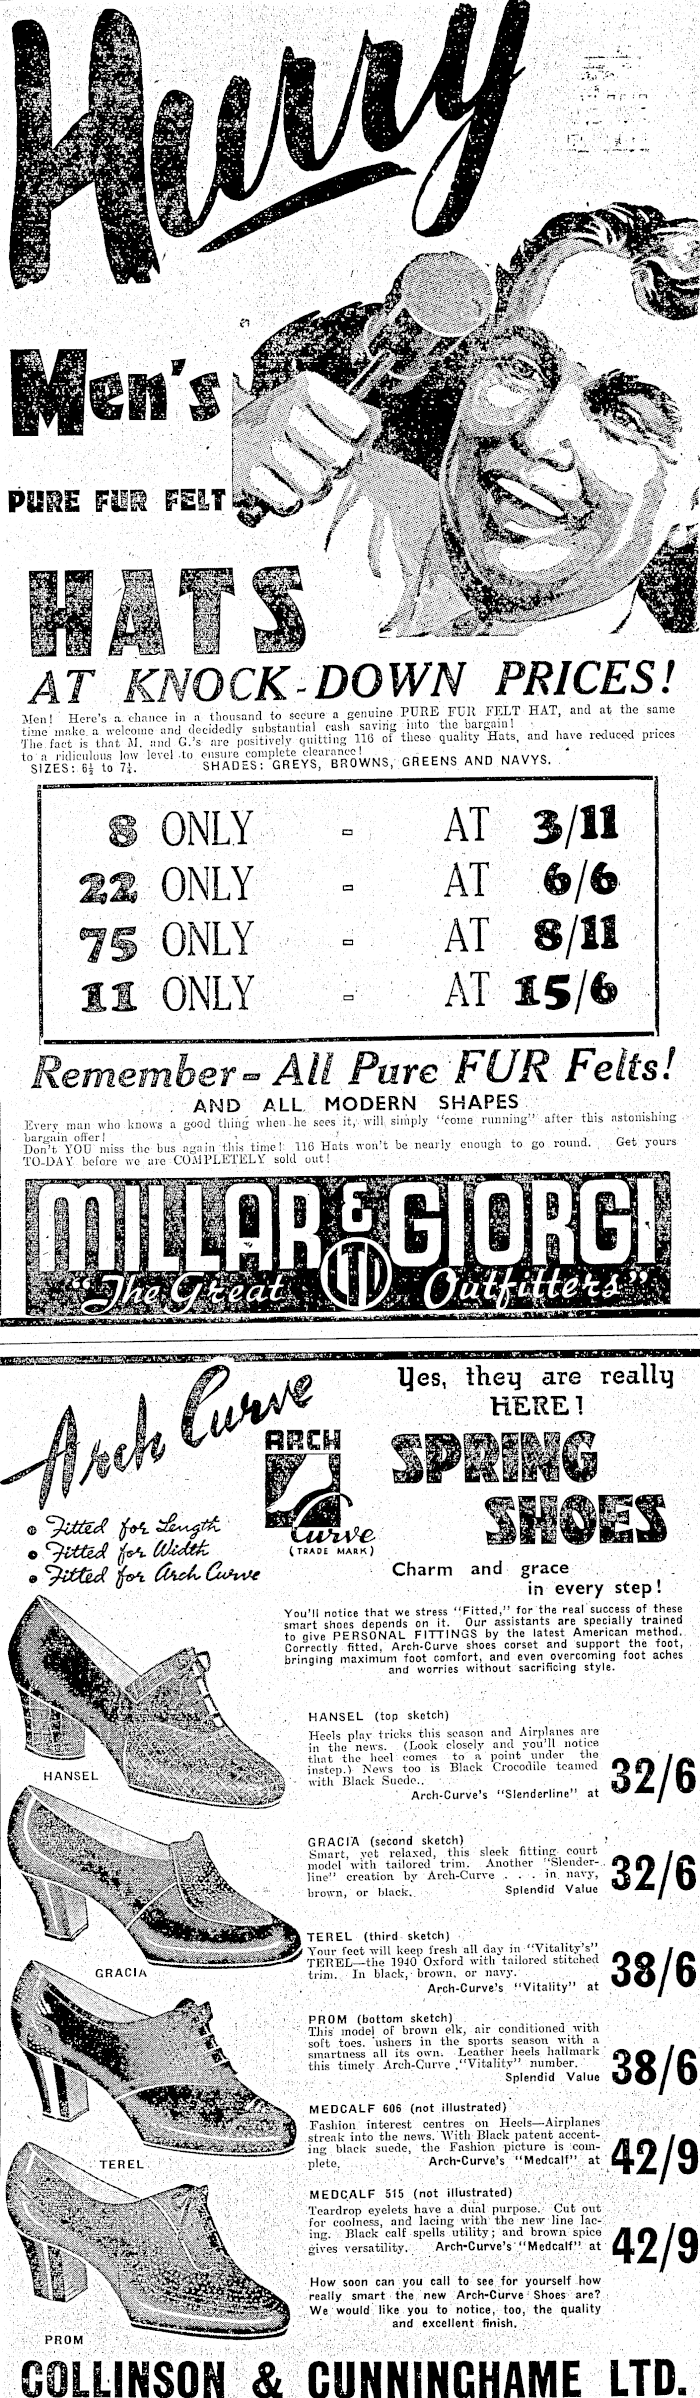 Hurry
Men's
PURE FUR FELT
HATS
AT KNOCK-DOWN PRICES!
Men! Here's a chance in a thousand to secure a genuine PURE FUR FELT HAT, and at the same
time make a welcome and decidedly substantial cash saving into the bargain!
The fact is that M. and G.'s are positively quitting 116 of these quality Hats, and have reduced prices
to a ridiculous low level to ensure complete clearance!
SIZES: 6½ to 7¼. SHADES: GREYS, BROWNS, GREENS AND NAVYS.
8 ONLY - AT 3/11
22 ONLY - AT 6/6
75 ONLY - AT 8/11
11 ONLY - AT 15/6
Remember - All Pure FUR Felts!
AND ALL MODERN SHAPES
Every man who knows a good thing when he sees it, will simply "come running" after this astonishing
bargain offer!
Don't YOU miss the bus again this time! 116 Hats won't be nearly enough to go round. Get yours
TO-DAY before we are COMPLETELY sold out!
MILLAR & GIORGI
"The Great LTD Outfitters"
Arch Curve
ARCH
Curve
(TRADE MARK)
• Fitted for Length
• Fitted for Width
• Fitted for Arch Curve
Yes, they are really
HERE!
SPRING
SHOES
Charm and grace
in every step!
You'll notice that we stress "Fitted," for the real success of these
smart shoes depends on it. Our assistants are specially trained
to give PERSONAL FITTINGS by the latest American method.
Correctly fitted, Arch-Curve shoes corset and support the foot,
bringing maximum foot comfort, and even overcoming foot aches
and worries without sacrificing style.
HANSEL (top sketch)
Heels play tricks this season and Airplanes are
in the news. (Look closely and you'll notice
that the heel comes to a point under the
instep.) News too is Black Crocodile teamed
with Black Suede..
Arch-Curve's "Slenderline" at 32/6
HANSEL
GRACIA (second sketch)
Smart, yet relaxed, this sleek fitting court
model with tailored trim. Another "Slender-
line" creation by Arch-Curve . . . in navy,
brown, or black. Splendid Value 32/6
GRACIA
TEREL (third sketch)
Your feet will keep fresh all day in "Vitality's"
TEREL—the 1940 Oxford with tailored stitched
trim. In black, brown, or navy.
Arch-Curve's "Vitality" at 38/6
PROM (bottom sketch)
This model of brown elk, air conditioned with
soft toes, ushers in the sports season with a
smartness all its own. Leather heels hallmark
this timely Arch-Curve "Vitality" number.
Splendid Value 38/6
TEREL
MEDCALF 606 (not illustrated)
Fashion interest centres on Heels—Airplanes
streak into the news. With Black patent accent-
ing black suede, the Fashion picture is com-
plete. Arch-Curve's "Medcalf" at 42/9
MEDCALF 515 (not illustrated)
Teardrop eyelets have a dual purpose. Cut out
for coolness, and lacing with the new line lac-
ing. Black calf spells utility; and brown spice
gives versatility. Arch-Curve's "Medcalf" at 42/9
How soon can you call to see for yourself how
really smart the new Arch-Curve Shoes are?
We would like you to notice, too, the quality
and excellent finish.
PROM
COLLINSON & CUNNINGHAME LTD.